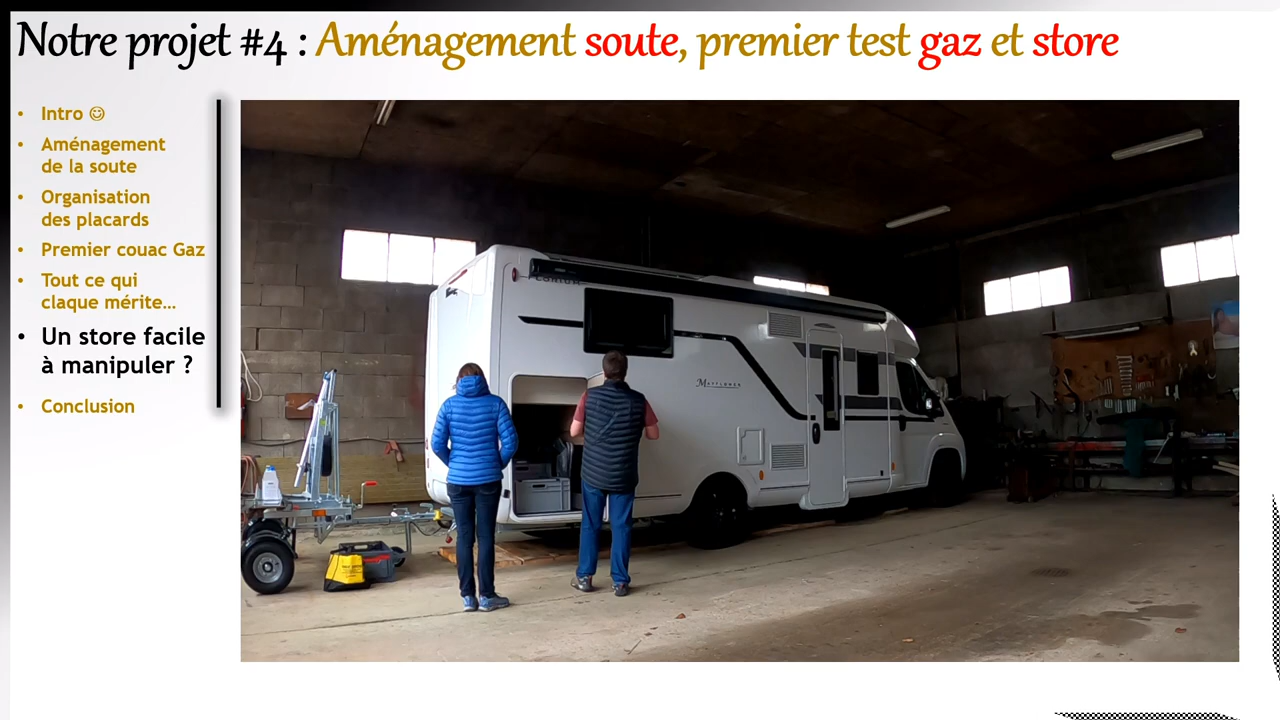 Notre projet #4 : Aménagement soute, premier test gaz et store
• Intro ☺
• Aménagement
de la soute
• Organisation
des placards
• Premier couac Gaz
• Tout ce qui
claque mérite…
• Un store facile
à manipuler ?
• Conclusion
MAYFLOWER